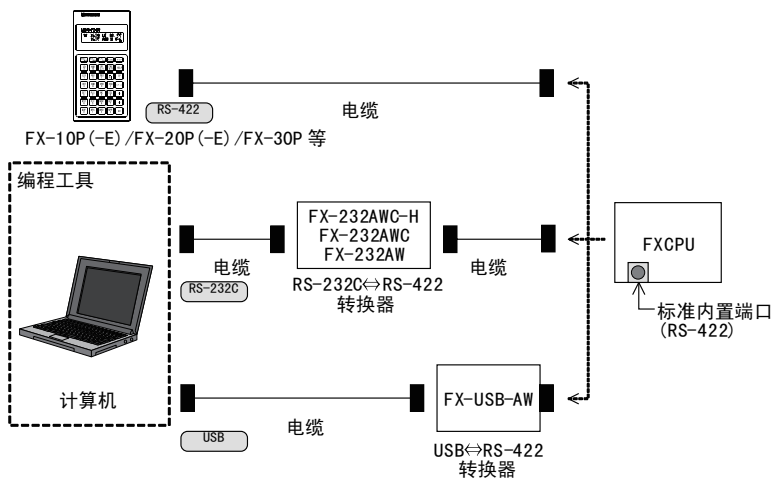 RS-422
电缆
FX-10P(-E)/FX-20P(-E)/FX-30P 等
编程工具
FX-232AWC-H
FX-232AWC
FX-232AW
FXCPU
电缆
电缆
RS-232C
RS-232C⇔RS-422
转换器
标准内置端口
(RS-422)
计算机
FX-USB-AW
USB
电缆
USB⇔RS-422
转换器